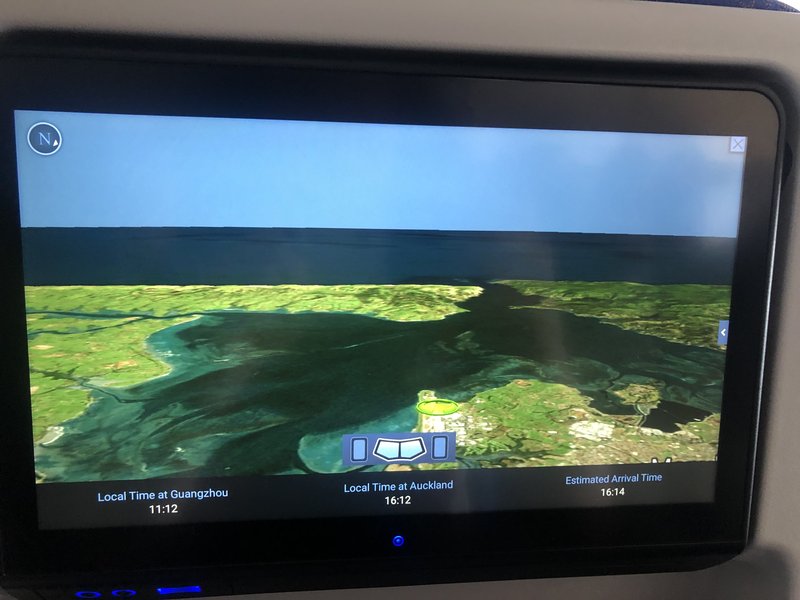 N
Local Time at Guangzhou
11:12
Local Time at Auckland
16:12
Estimated Arrival Time
16:14